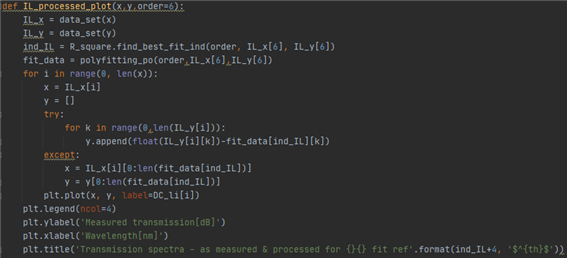 def IL_processed_plot(x,y,order=6):
    IL_x = data_set(x)
    IL_y = data_set(y)
    ind_IL = R_square.find_best_fit_ind(order, IL_x[6], IL_y[6])
    fit_data = polyfitting_po(order,IL_x[6],IL_y[6])
    for i in range(0, len(x)):
        x = IL_x[i]
        y = []
        try:
            for k in range(0,len(IL_y[i])):
                y.append(float(IL_y[i][k])-fit_data[ind_IL][k])
        except:
            x = IL_x[i][0:len(fit_data[ind_IL])]
            y = y[0:len(fit_data[ind_IL])]
        plt.plot(x, y, label=DC_li[i])
    plt.legend(ncol=4)
    plt.ylabel('Measured transmission[dB]')
    plt.xlabel('Wavelength[nm]')
    plt.title('Transmission spectra - as measured & processed for {}{} fit ref'.format(ind_IL+4, '$^{th}$'))